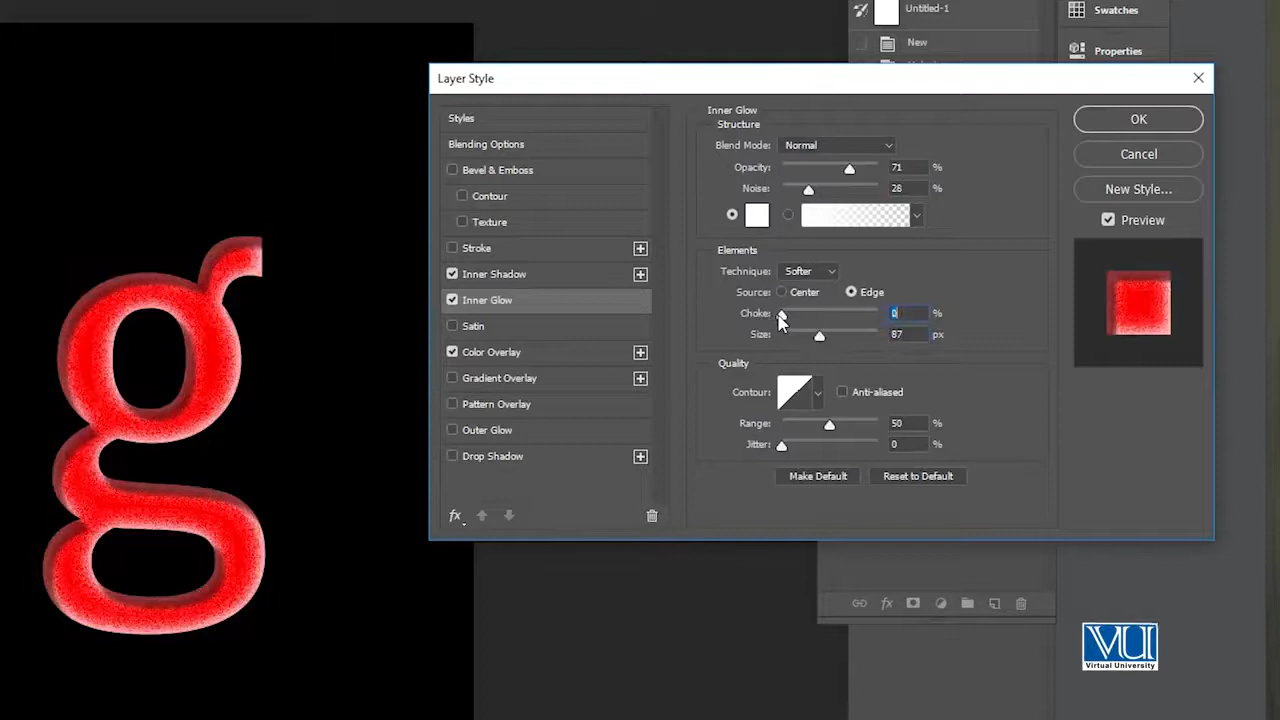 Untitled-1
Swatches
New
Properties
Layer Style
Styles
Blending Options
Bevel & Emboss
Contour
Texture
Stroke
Inner Shadow
Inner Glow
Satin
Color Overlay
Gradient Overlay
Pattern Overlay
Outer Glow
Drop Shadow
fx
Inner Glow
Structure
Blend Mode: Normal
Opacity: 71 %
Noise: 28 %
Elements
Technique: Softer
Source: Center Edge
Choke: 0 %
Size: 87 px
Quality
Contour: Anti-aliased
Range: 50 %
Jitter: 0 %
Make Default Reset to Default
OK
Cancel
New Style...
Preview
g
fx
VU
Virtual University